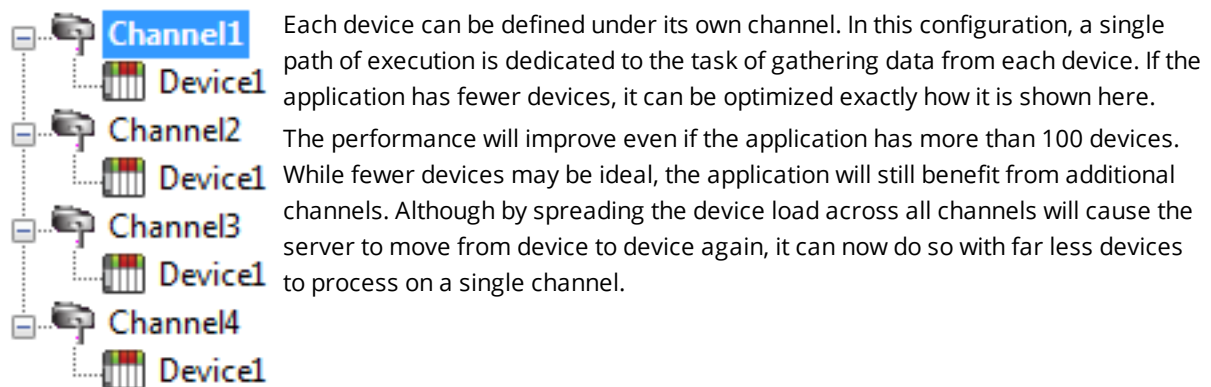 Channel1
Device1
Channel2
Device1
Channel3
Device1
Channel4
Device1
Each device can be defined under its own channel. In this configuration, a single
path of execution is dedicated to the task of gathering data from each device. If the
application has fewer devices, it can be optimized exactly how it is shown here.
The performance will improve even if the application has more than 100 devices.
While fewer devices may be ideal, the application will still benefit from additional
channels. Although by spreading the device load across all channels will cause the
server to move from device to device again, it can now do so with far less devices
to process on a single channel.